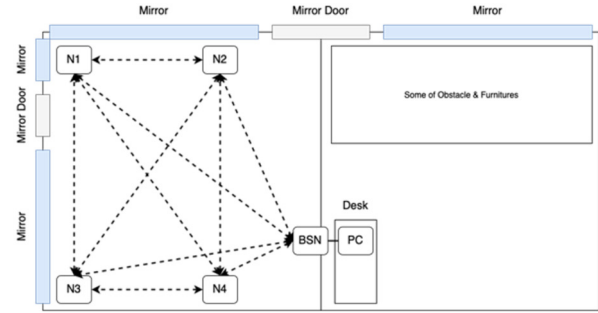 Mirror
Mirror Door
Mirror
Mirror
Mirror Door
Mirror
N1
N2
Some of Obstacle & Furnitures
Desk
BSN
PC
N3
N4